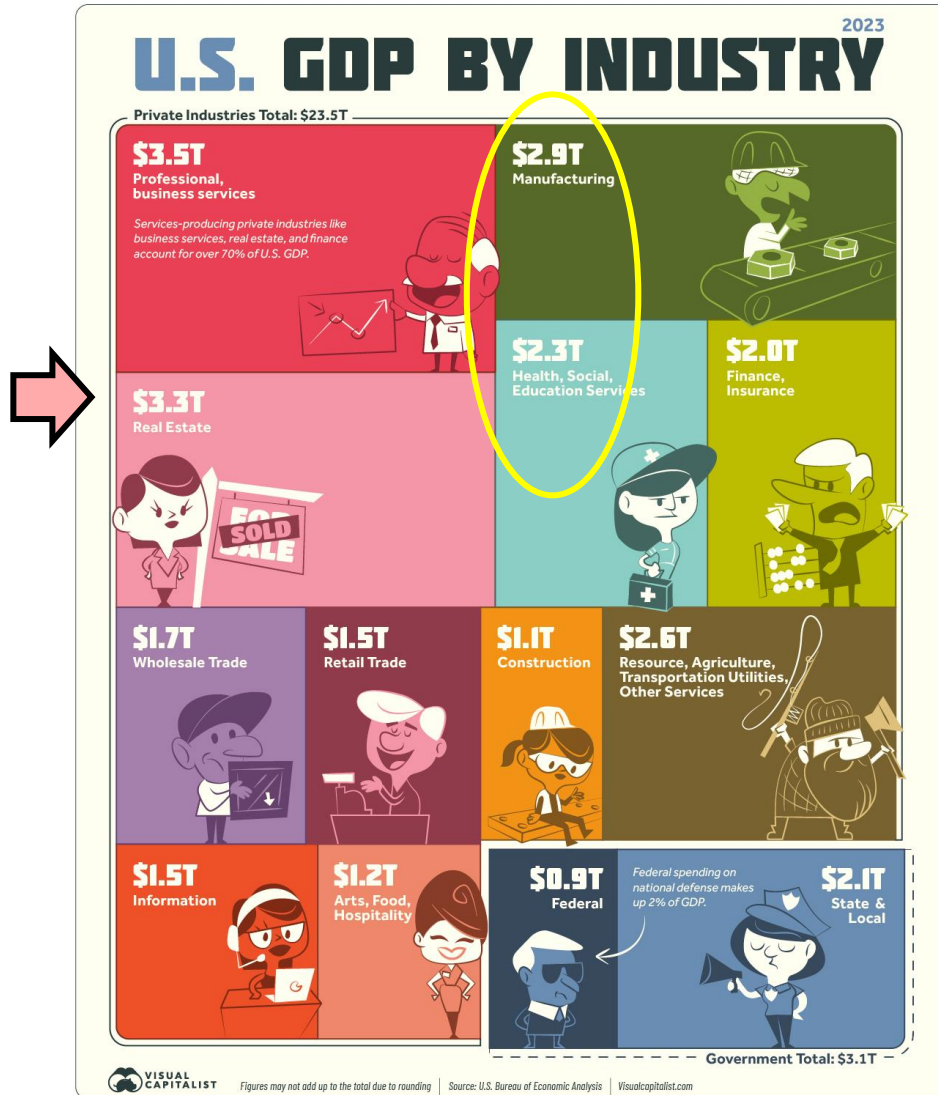 2023
U.S. GDP BY INDUSTRY
Private Industries Total: $23.5T
$3.5T
Professional,
business services
Services-producing private industries like
business services, real estate, and finance
account for over 70% of U.S. GDP.
$2.9T
Manufacturing
$3.3T
Real Estate
FOR
SALE
SOLD
$2.3T
Health, Social,
Education Services
$2.0T
Finance,
Insurance
$1.7T
Wholesale Trade
$1.5T
Retail Trade
$1.1T
Construction
$2.6T
Resource, Agriculture,
Transportation Utilities,
Other Services
$1.5T
Information
$1.2T
Arts, Food,
Hospitality
$0.9T
Federal
Federal spending on
national defense makes
up 2% of GDP.
$2.1T
State &
Local
Government Total: $3.1T
VISUAL
CAPITALIST
Figures may not add up to the total due to rounding | Source: U.S. Bureau of Economic Analysis | Visualcapitalist.com